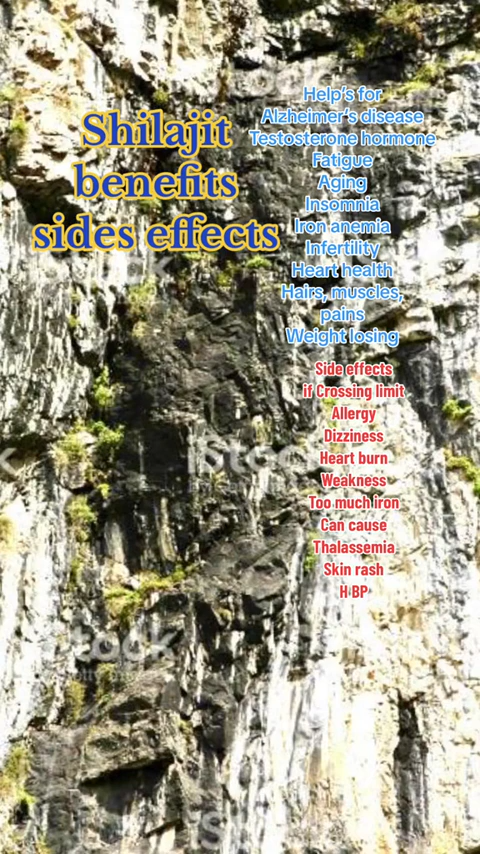 Shilajit
benefits
sides effects
Help's for
Alzheimer's disease
Testosterone hormone
Fatigue
Aging
Insomnia
Iron anemia
Infertility
Heart health
Hairs, muscles,
pains
Weight losing
Side effects
if Crossing limit
Allergy
Dizziness
Heart burn
Weakness
Too much iron
Can cause
Thalassemia
Skin rash
H BP
iStock
iStock